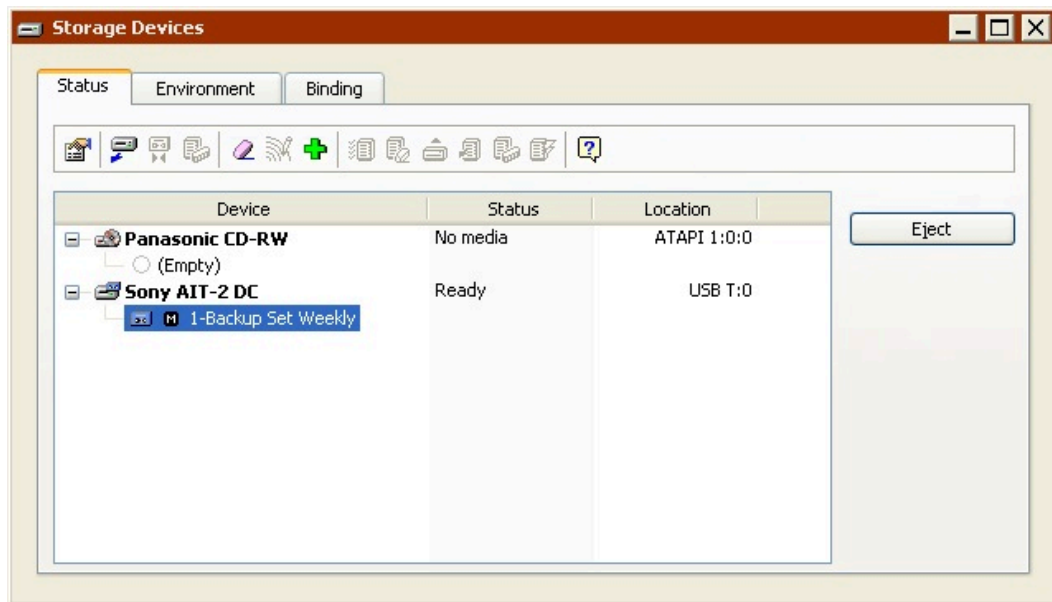 Storage Devices
Status Environment Binding
Device Status Location
Eject
Panasonic CD-RW No media ATAPI 1:0:0
(Empty)
Sony AIT-2 DC Ready USB T:0
M 1-Backup Set Weekly